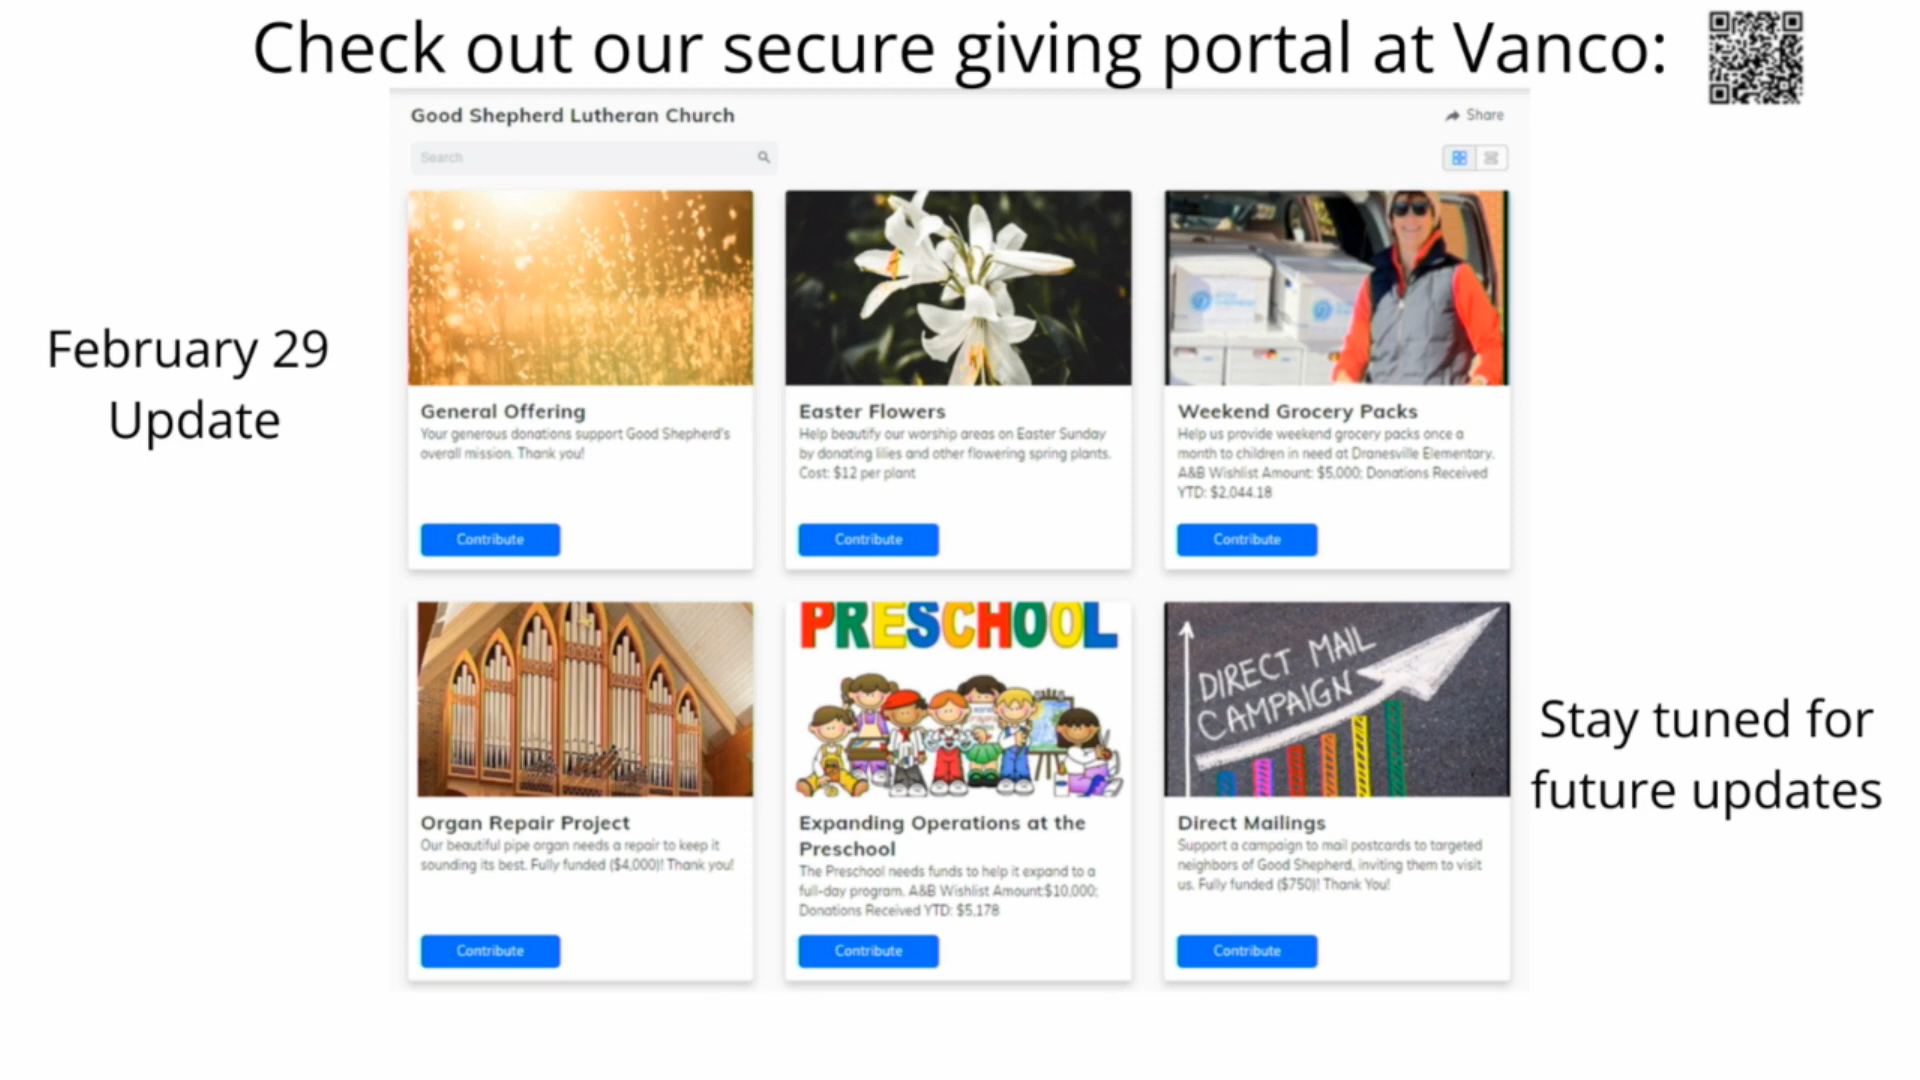 Check out our secure giving portal at Vanco:
Good Shepherd Lutheran Church
Share
Search
February 29
Update
General Offering
Your generous donations support Good Shepherd's
overall mission. Thank you!
Contribute
Easter Flowers
Help beautify our worship areas on Easter Sunday
by donating lilies and other flowering spring plants.
Cost: $12 per plant
Contribute
Weekend Grocery Packs
Help us provide weekend grocery packs once a
month to children in need at Dranesville Elementary.
A&B Wishlist Amount: $5,000; Donations Received
YTD: $2,044.18
Contribute
Organ Repair Project
Our beautiful pipe organ needs a repair to keep it
sounding its best. Fully funded ($4,000)! Thank you!
Contribute
PRESCHOOL
Expanding Operations at the
Preschool
The Preschool needs funds to help it expand to a
full-day program. A&B Wishlist Amount:$10,000;
Donations Received YTD: $5,178
Contribute
DIRECT MAIL
CAMPAIGN
Direct Mailings
Support a campaign to mail postcards to targeted
neighbors of Good Shepherd, inviting them to visit
us. Fully funded ($750)! Thank You!
Contribute
Stay tuned for
future updates